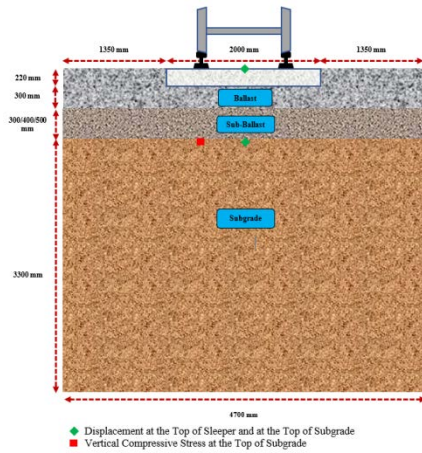 1350 mm
2000 mm
1350 mm
220 mm
300 mm
Ballast
300/400/500
mm
Sub-Ballast
Subgrade
3300 mm
4700 mm
Displacement at the Top of Sleeper and at the Top of Subgrade
Vertical Compressive Stress at the Top of Subgrade